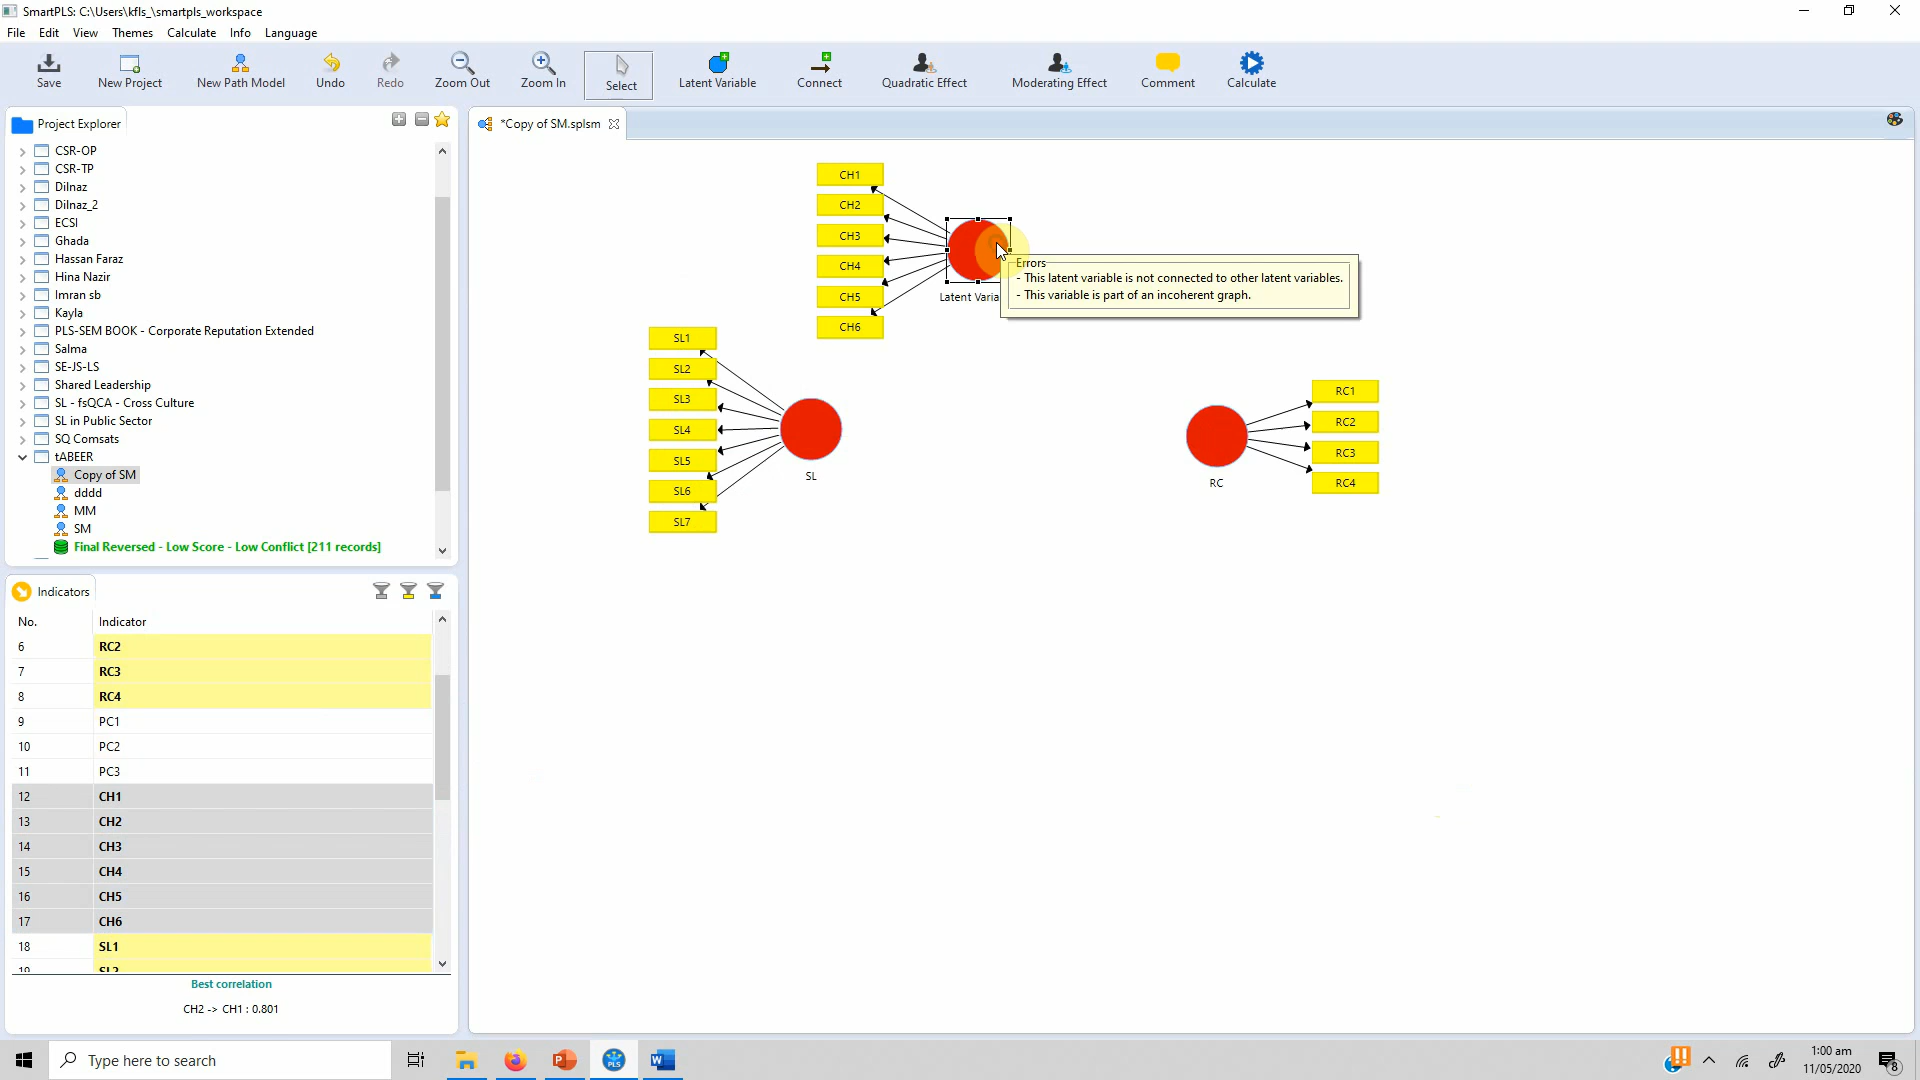 SmartPLS: C:\Users\kfls_\smartpls_workspace
File Edit View Themes Calculate Info Language
Save New Project New Path Model Undo Redo Zoom Out Zoom In Select Latent Variable Connect Quadratic Effect Moderating Effect Comment Calculate
Project Explorer
CSR-OP
CSR-TP
Dilnaz
Dilnaz_2
ECSI
Ghada
Hassan Faraz
Hina Nazir
Imran sb
Kayla
PLS-SEM BOOK - Corporate Reputation Extended
Salma
SE-JS-LS
Shared Leadership
SL - fsQCA - Cross Culture
SL in Public Sector
SQ Comsats
tABEER
Copy of SM
dddd
MM
SM
Final Reversed - Low Score - Low Conflict [211 records]
Indicators
No. Indicator
6 RC2
7 RC3
8 RC4
9 PC1
10 PC2
11 PC3
12 CH1
13 CH2
14 CH3
15 CH4
16 CH5
17 CH6
18 SL1
19 SL2
Best correlation
CH2 -> CH1 : 0.801
*Copy of SM.splsm
CH1
CH2
CH3
CH4
CH5
CH6
Latent Varia
Errors
- This latent variable is not connected to other latent variables.
- This variable is part of an incoherent graph.
SL1
SL2
SL3
SL4
SL5
SL6
SL7
SL
RC
RC1
RC2
RC3
RC4
Type here to search
PLS
1:00 am
11/05/2020
8